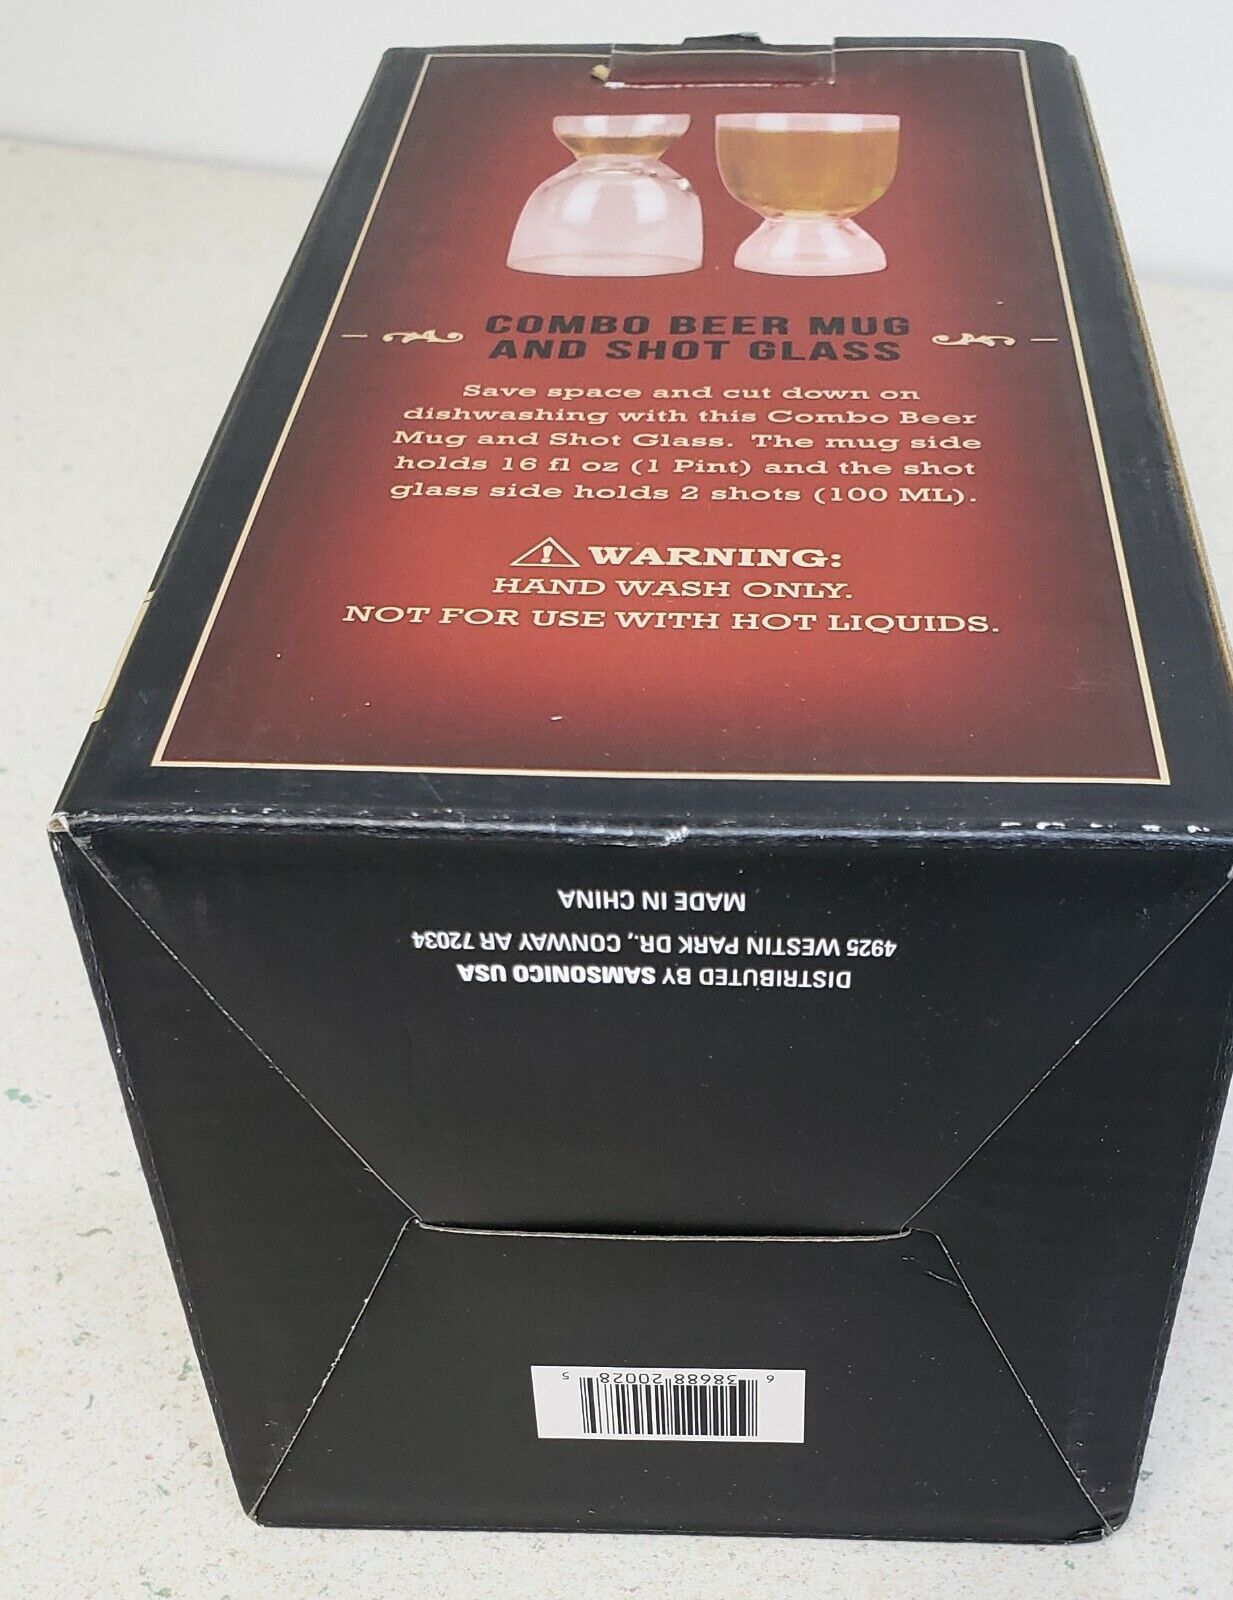 COMBO BEER MUG
AND SHOT GLASS
Save space and cut down on
dishwashing with this Combo Beer
Mug and Shot Glass. The mug side
holds 16 fl oz (1 Pint) and the shot
glass side holds 2 shots (100 ML).
WARNING:
HAND WASH ONLY.
NOT FOR USE WITH HOT LIQUIDS.
DISTRIBUTED BY SAMSONICO USA
4925 WESTIN PARK DR., CONWAY AR 72034
MADE IN CHINA
6 38688 20028 5